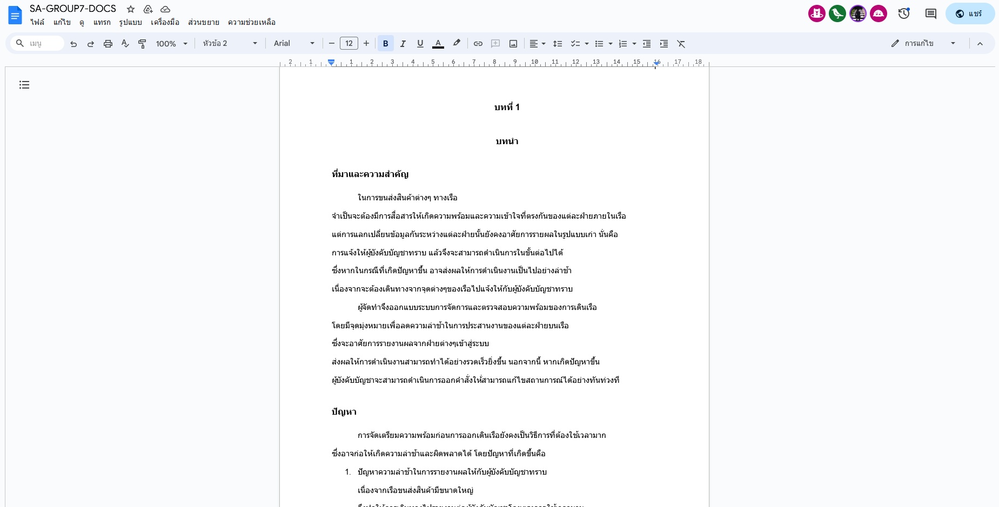 SA-GROUP7-DOCS
ไฟล์ แก้ไข ดู แทรก รูปแบบ เครื่องมือ ส่วนขยาย ความช่วยเหลือ
แชร์
เมนู 100% หัวข้อ 2 Arial 12 B I U A การแก้ไข
2 1 1 2 3 4 5 6 7 8 9 10 11 12 13 14 15 16 17 18
บทที่ 1
บทนำ
ที่มาและความสำคัญ
ในการขนส่งสินค้าต่างๆ ทางเรือ
จำเป็นจะต้องมีการสื่อสารให้เกิดความพร้อมและความเข้าใจที่ตรงกันของแต่ละฝ่ายภายในเรือ
แต่การแลกเปลี่ยนข้อมูลกันระหว่างแต่ละฝ่ายนั้นยังคงอาศัยการรายผลในรูปแบบเก่า นั่นคือ
การแจ้งให้ผู้บังคับบัญชาทราบ แล้วจึงจะสามารถดำเนินการในขั้นต่อไปได้
ซึ่งหากในกรณีที่เกิดปัญหาขึ้น อาจส่งผลให้การดำเนินงานเป็นไปอย่างล่าช้า
เนื่องจากจะต้องเดินทางจากจุดต่างๆของเรือไปแจ้งให้กับผู้บังคับบัญชาทราบ
ผู้จัดทำจึงออกแบบระบบการจัดการและตรวจสอบความพร้อมของการเดินเรือ
โดยมีจุดมุ่งหมายเพื่อลดความล่าช้าในการประสานงานของแต่ละฝ่ายบนเรือ
ซึ่งจะอาศัยการรายงานผลจากฝ่ายต่างๆเข้าสู่ระบบ
ส่งผลให้การดำเนินงานสามารถทำได้อย่างรวดเร็วยิ่งขึ้น นอกจากนี้ หากเกิดปัญหาขึ้น
ผู้บังคับบัญชาจะสามารถดำเนินการออกคำสั่งให้สามารถแก้ไขสถานการณ์ได้อย่างทันท่วงที
ปัญหา
การจัดเตรียมความพร้อมก่อนการออกเดินเรือยังคงเป็นวิธีการที่ต้องใช้เวลามาก
ซึ่งอาจก่อให้เกิดความล่าช้าและผิดพลาดได้ โดยปัญหาที่เกิดขึ้นคือ
1. ปัญหาความล่าช้าในการรายงานผลให้กับผู้บังคับบัญชาทราบ
เนื่องจากเรือขนส่งสินค้ามีขนาดใหญ่